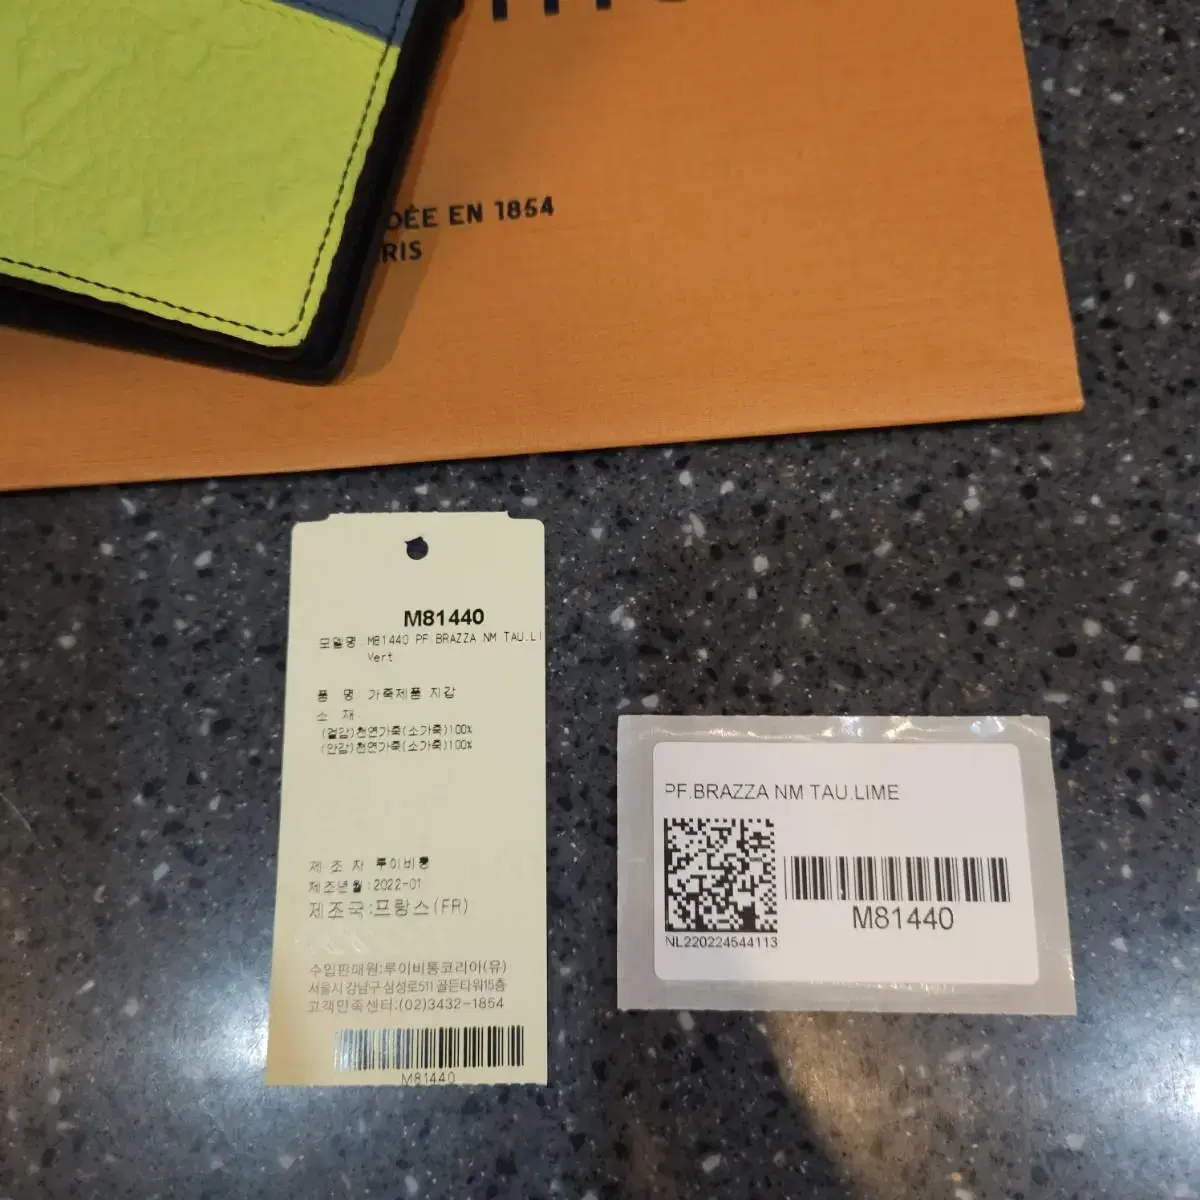 DÉE EN 1854
RIS
M81440
모델명 M81440 PF.BRAZZA NM TAU.LI
Vert
품 명 가죽제품 지갑
소 재
(겉감)천연가죽(소가죽)100%
(안감)천연가죽(소가죽)100%
제 조 자 루이비통
제조년월:2022-01
제조국:프랑스(FR)
수입판매원:루이비통코리아(유)
서울시 강남구 삼성로511 골든타워15층
고객만족센터:(02)3432-1854
M81440
PF.BRAZZA NM TAU.LIME
M81440
NL220224544113